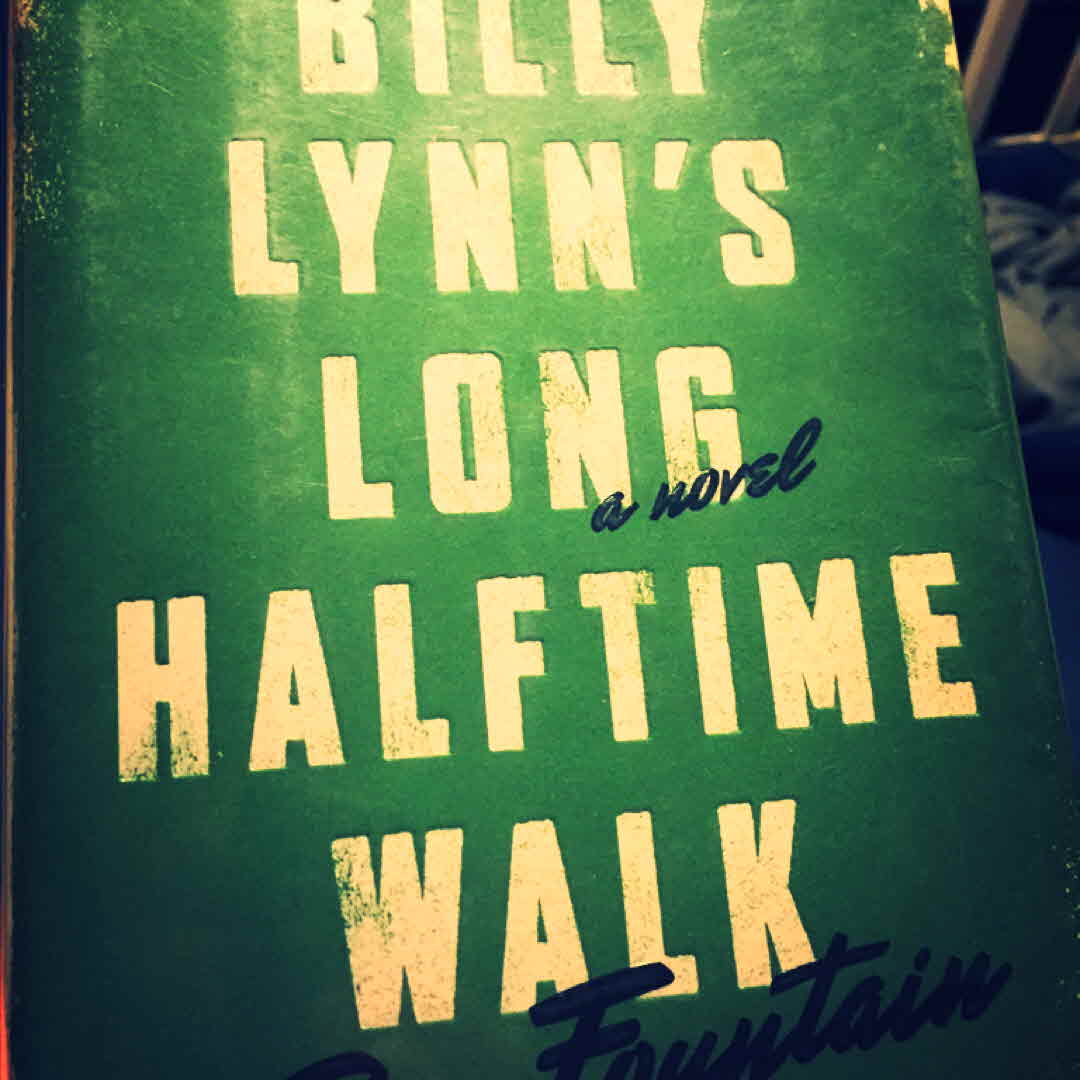 BILLY
LYNN'S
LONG
a novel
HALFTIME
WALK
Fountain